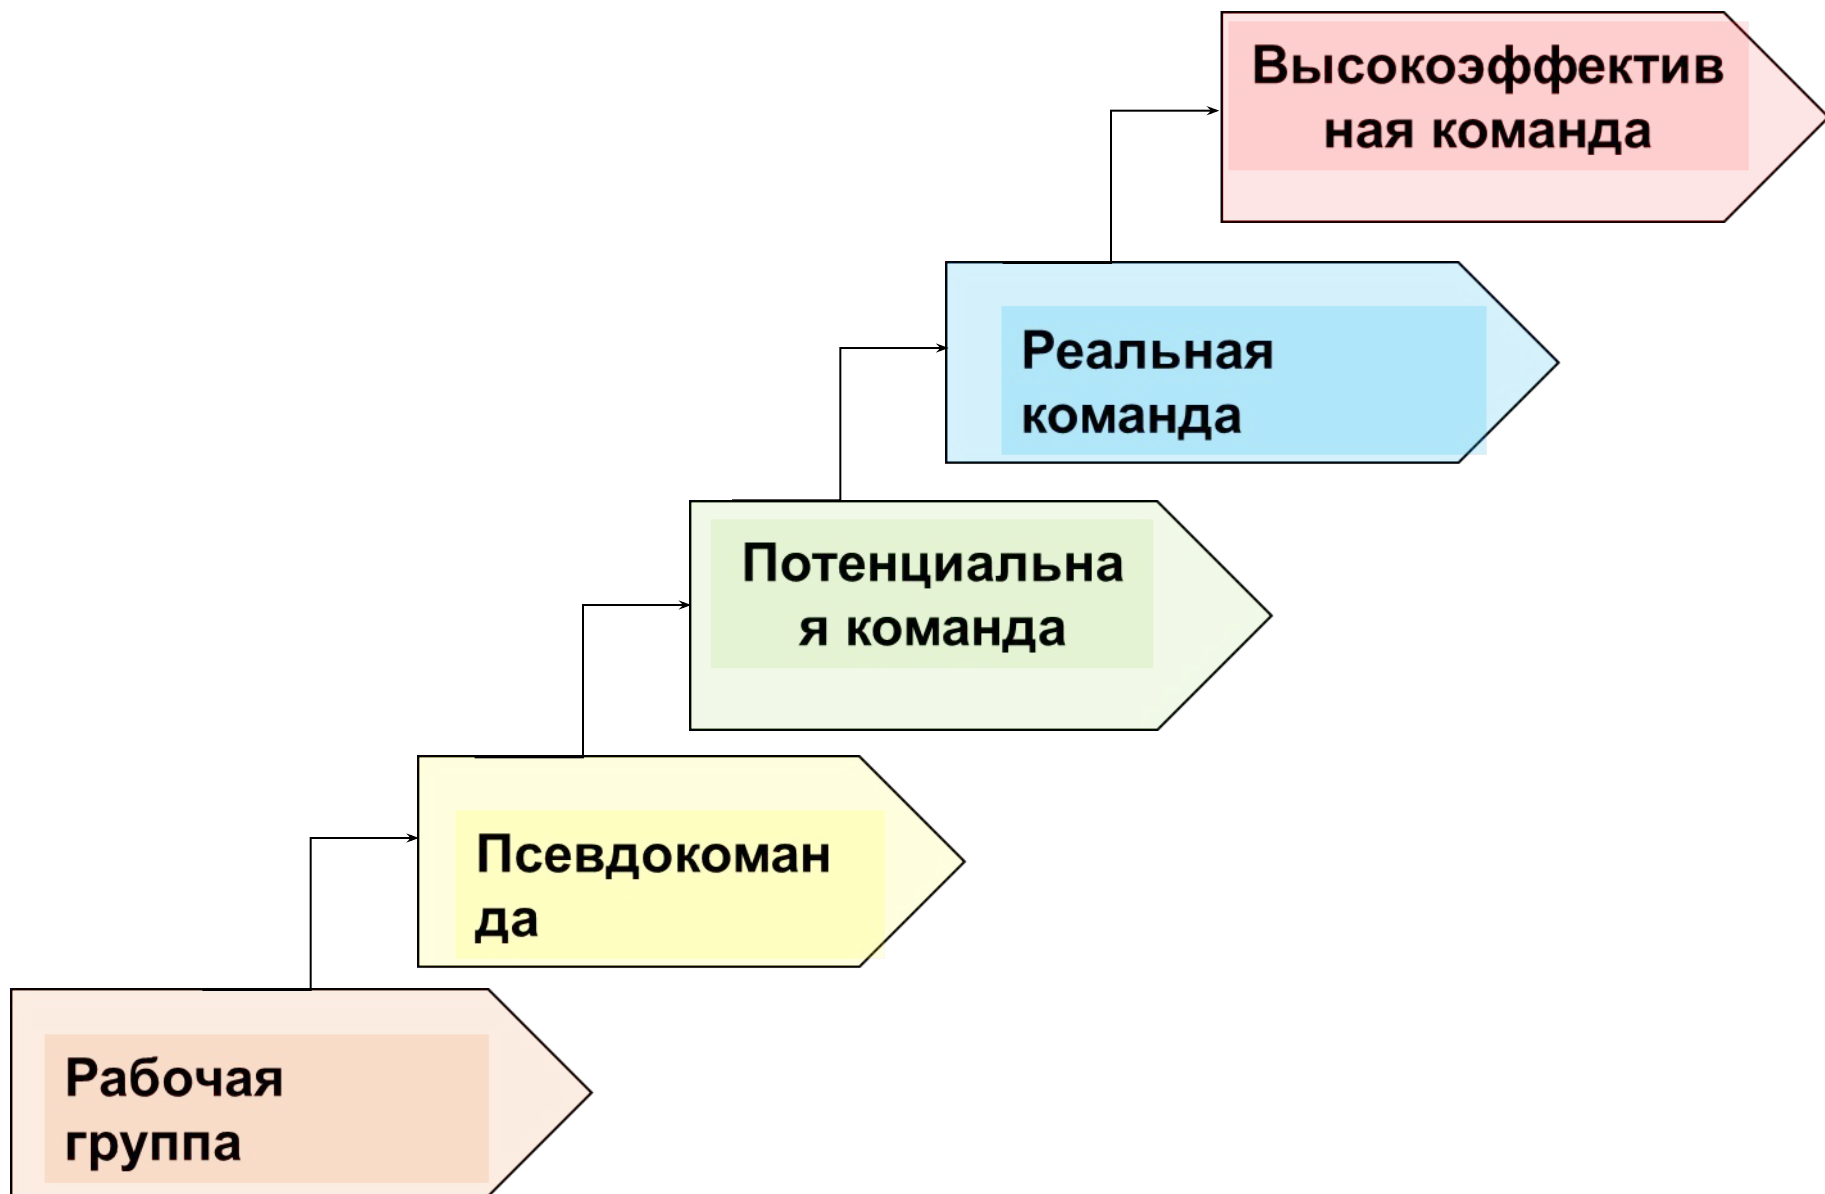 Высокоэффектив
ная команда
Реальная
команда
Потенциальна
я команда
Псевдокоман
да
Рабочая
группа